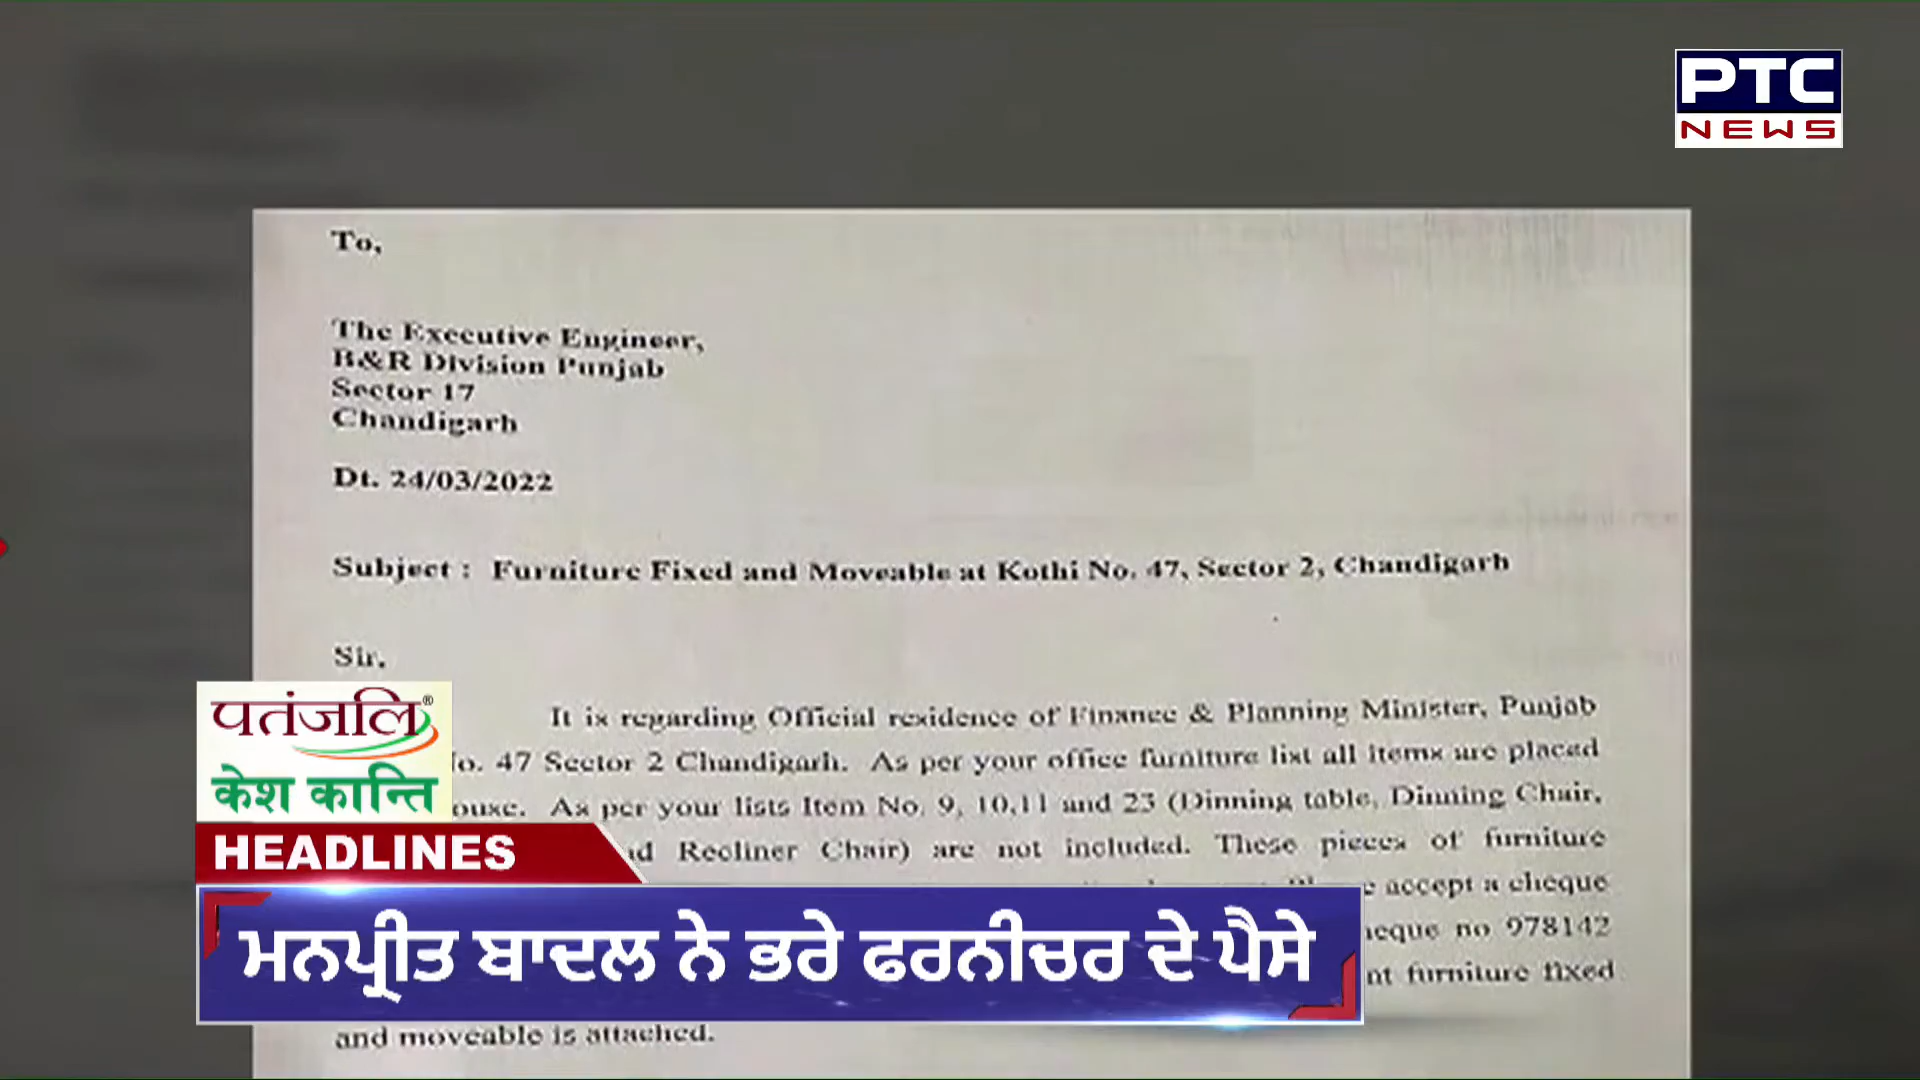 PTC
NEWS
To,
The Executive Engineer,
B&R Division Punjab
Sector 17
Chandigarh
Dt. 24/03/2022
Subject : Furniture Fixed and Moveable at Kothi No. 47, Sector 2, Chandigarh
Sir,
It is regarding Official residence of Finance & Planning Minister, Punjab
No. 47 Sector 2 Chandigarh. As per your office furniture list all items are placed
ouse. As per your lists Item No. 9, 10,11 and 23 (Dinning table, Dinning Chair,
Recliner Chair) are not included. These pieces of furniture
accept a cheque
cheque no 978142
furniture fixed
and moveable is attached.
पतंजलि®
केश कान्ति
HEADLINES
ਮਨਪ੍ਰੀਤ ਬਾਦਲ ਨੇ ਭਰੇ ਫਰਨੀਚਰ ਦੇ ਪੈਸੇ